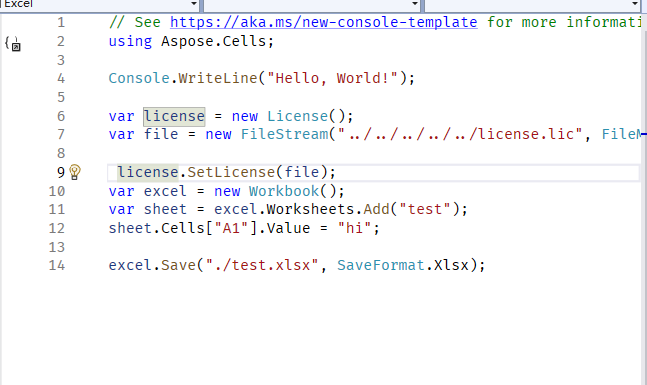 Excel
1 // See https://aka.ms/new-console-template for more informati
2 using Aspose.Cells;
3
4 Console.WriteLine("Hello, World!");
5
6 var license = new License();
7 var file = new FileStream("../../../../../license.lic", FileM
8
9 license.SetLicense(file);
10 var excel = new Workbook();
11 var sheet = excel.Worksheets.Add("test");
12 sheet.Cells["A1"].Value = "hi";
13
14 excel.Save("./test.xlsx", SaveFormat.Xlsx);